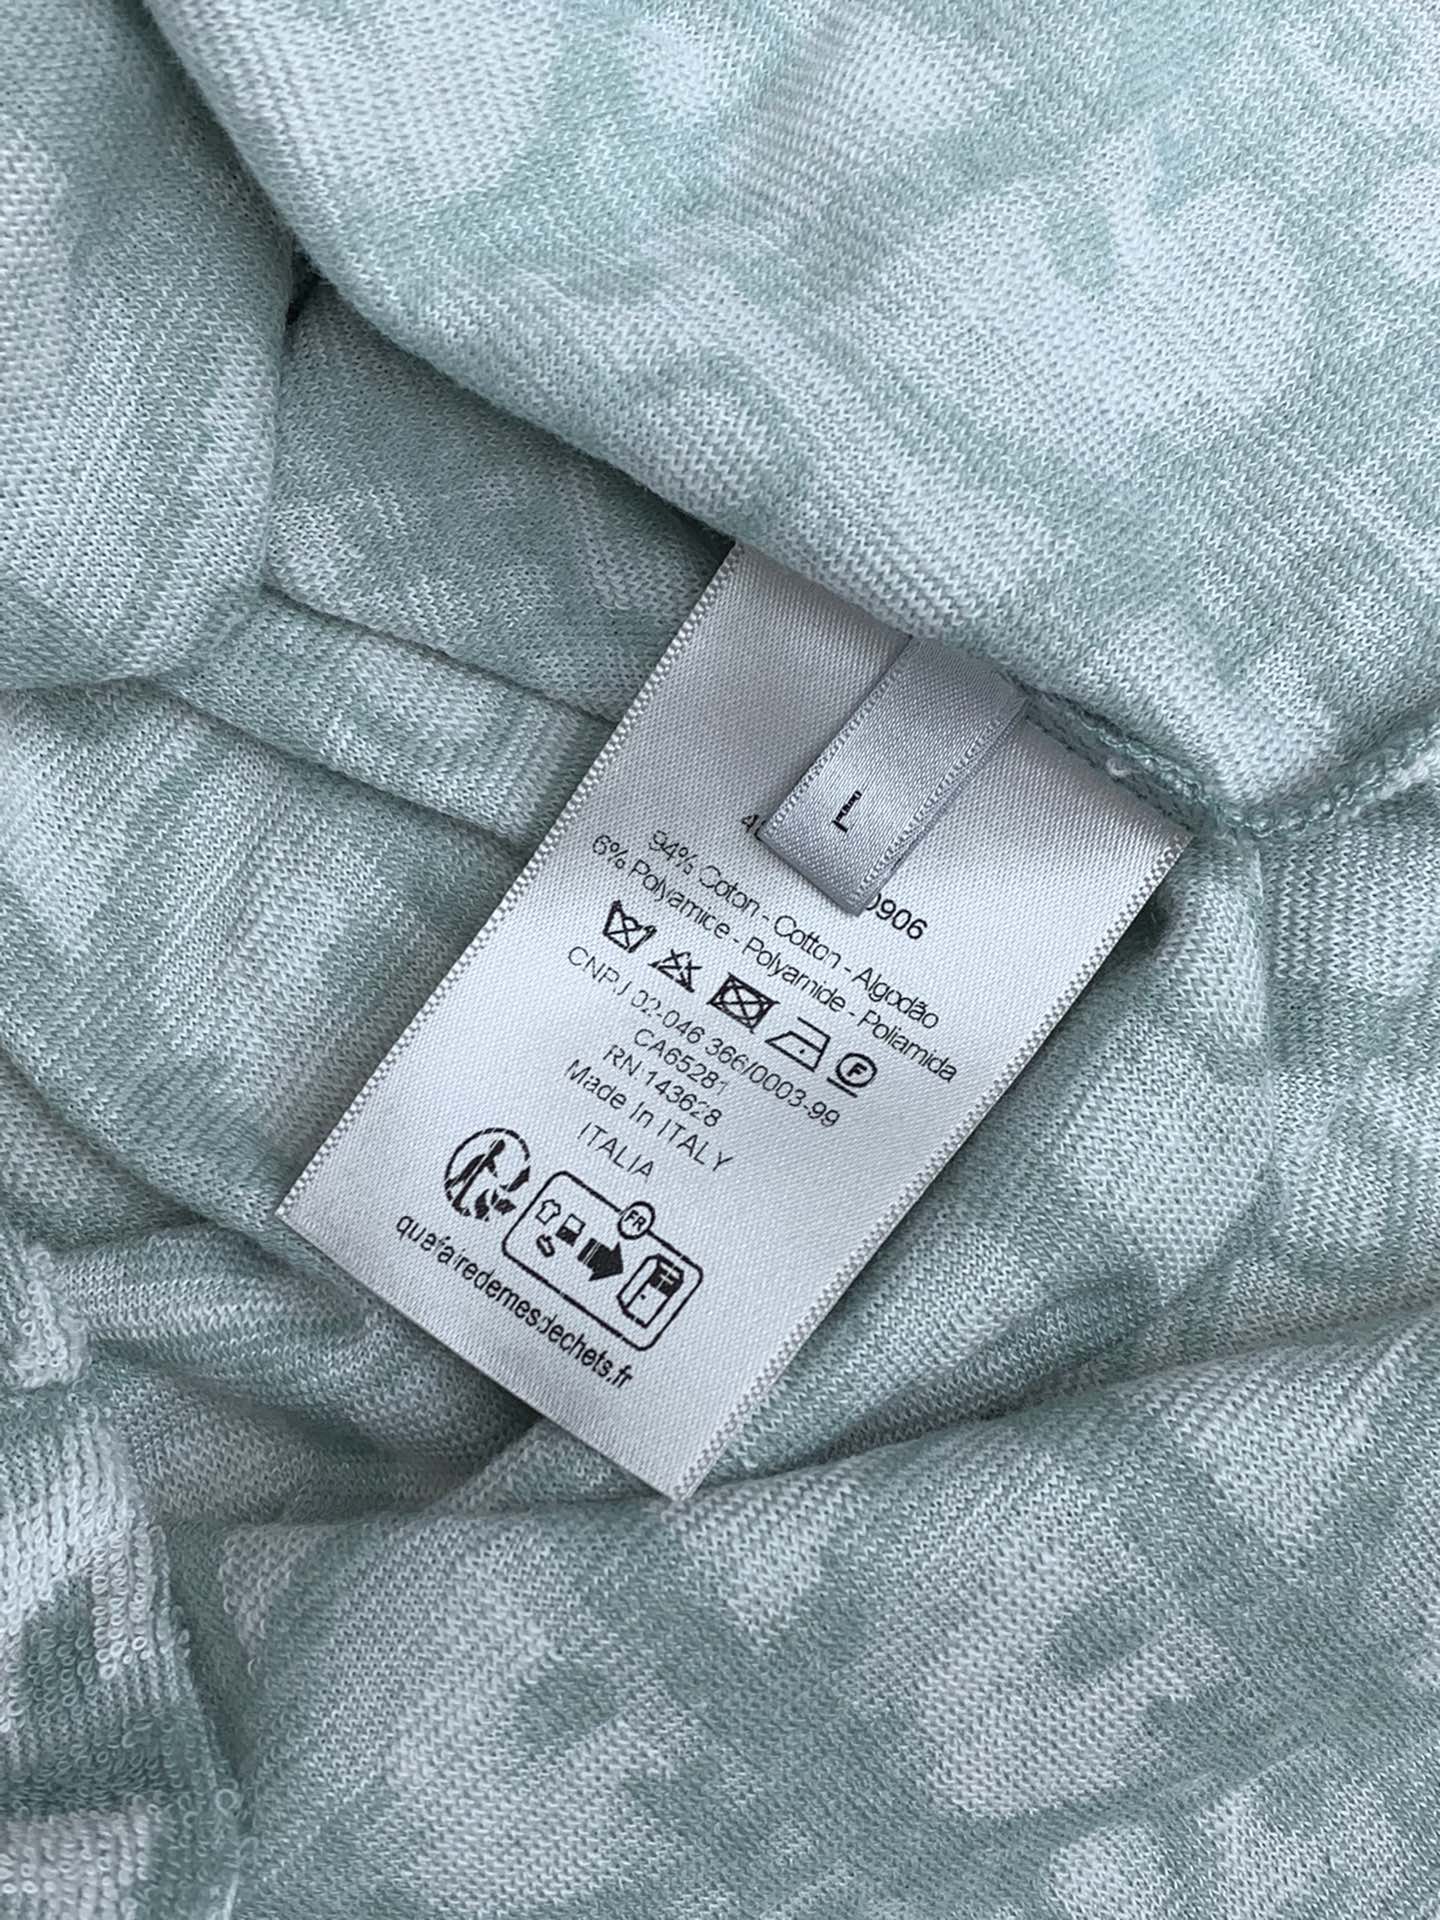 L
94% Coton - Cotton - Algodão
6% Polyamide - Polyamide - Poliamida
F
CNPJ 02-046 366/0003-99
CA65281
RN 143628
Made In ITALY
ITALIA
FR
quefairedemesdechets.fr